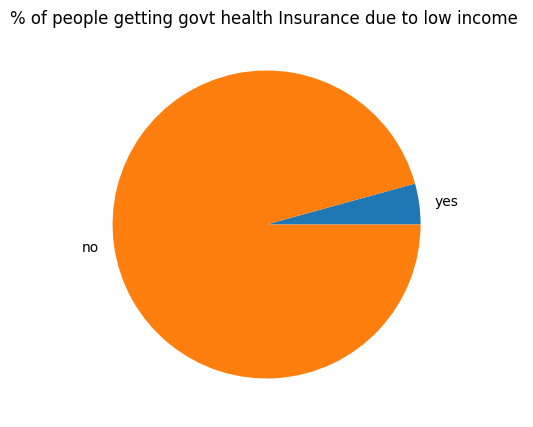 % of people getting govt health Insurance due to low income
yes
no